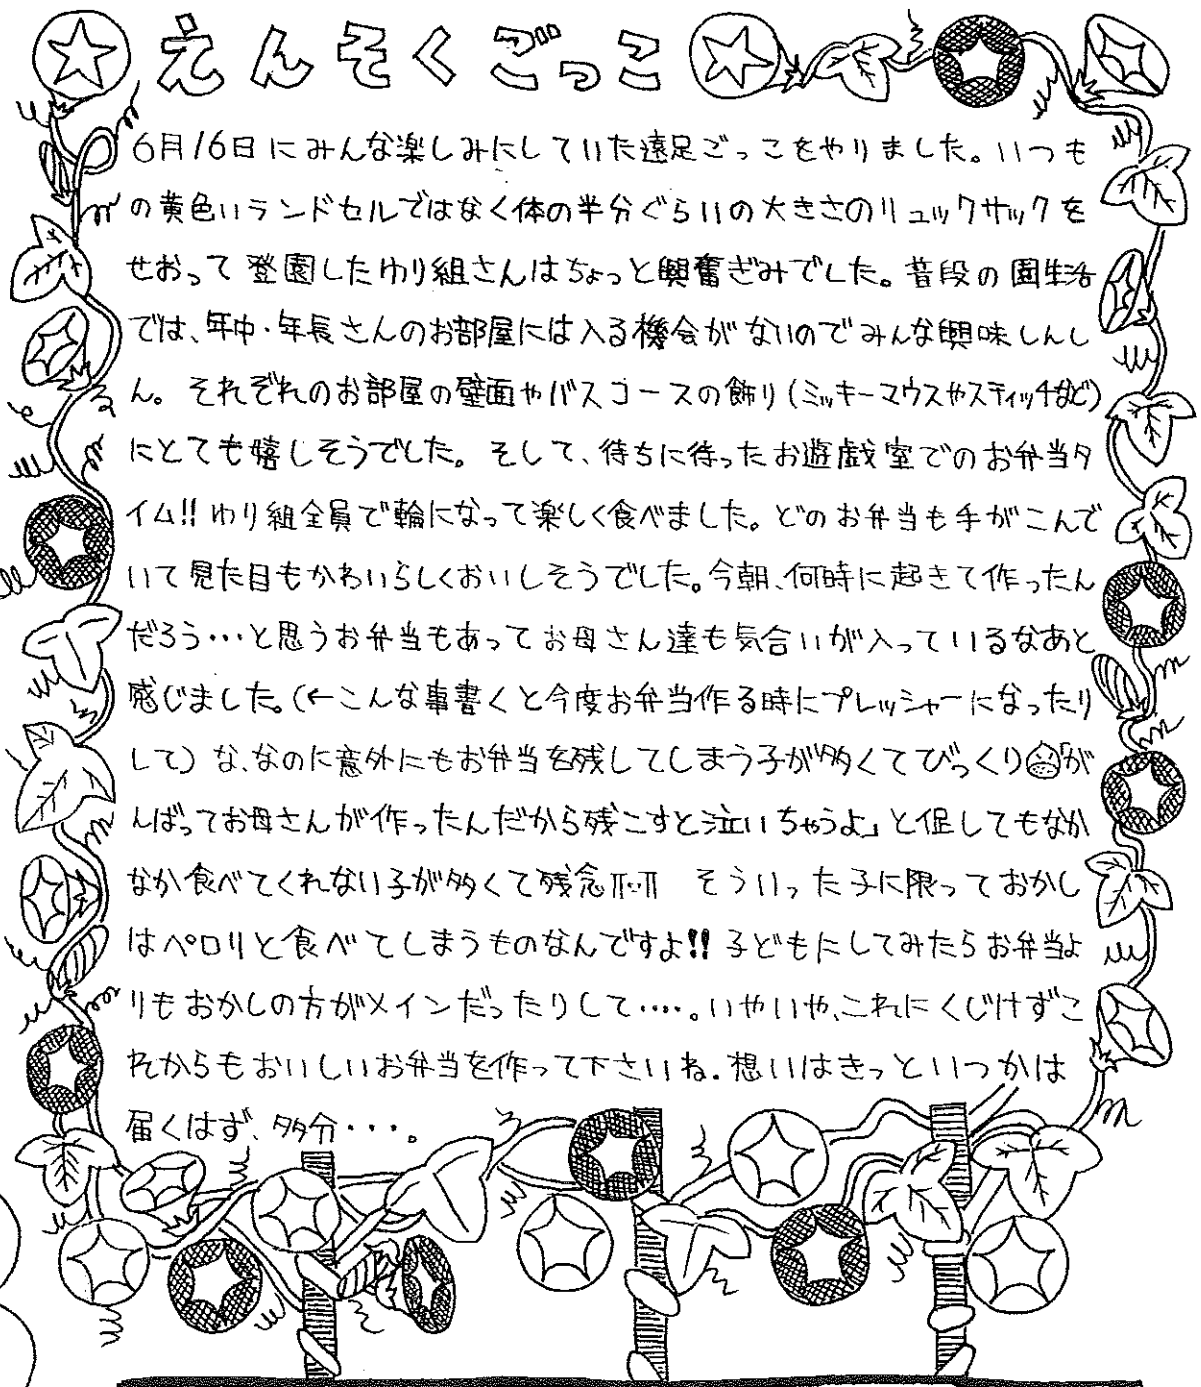 えんそくごっこ
6月16日にみんな楽しみにしていた遠足ごっこをやりました。いつも
の黄色いランドセルではなく体の半分ぐらいの大きさのリュックサックを
せおって登園したゆり組さんはちょっと興奮ぎみでした。普段の園生活
では、年中・年長さんのお部屋には入る機会がないのでみんな興味しんし
ん。それぞれのお部屋の壁面やバスコースの飾り(ミッキーマウスやスティッチなど)
にとても嬉しそうでした。そして、待ちに待ったお遊戯室でのお弁当タ
イム!!ゆり組全員で輪になって楽しく食べました。どのお弁当も手がこんで
いて見た目もかわいらしくおいしそうでした。今朝、何時に起きて作ったん
だろう…と思うお弁当もあってお母さん達も気合いが入っているなあと
感じました。(←こんな事書くと今度お弁当作る時にプレッシャーになったり
して)な、なのに意外にもお弁当を残してしまう子が多くてびっくり「が
んばってお母さんが作ったんだから残こすと泣いちゃうよ」と促してもなか
なか食べてくれない子が多くて残念π..π そういった子に限っておかし
はペロリと食べてしまうものなんですよ!!子どもにしてみたらお弁当よ
りもおかしの方がメインだったりして‥‥。いやいや、これにくじけずこ
れからもおいしいお弁当を作って下さいね。想いはきっといつかは
届くはず、多分・・・。